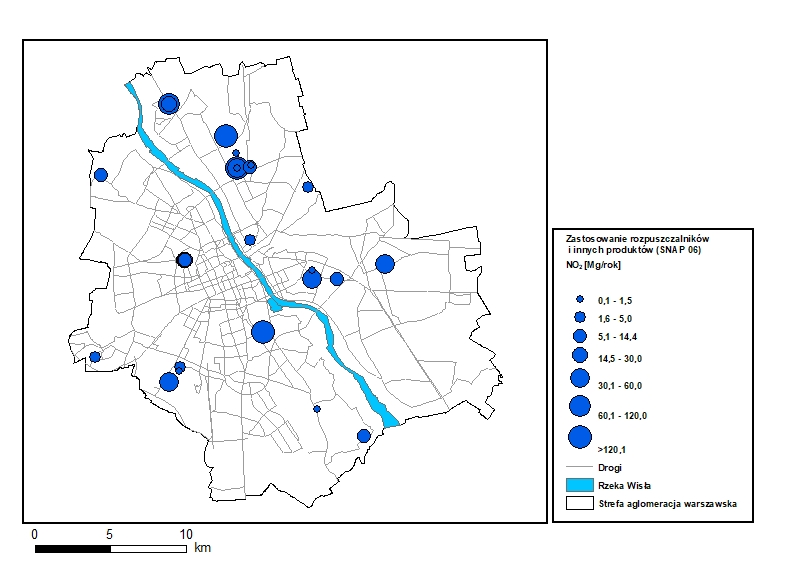 Zastosowanie rozpuszczalników
i innych produktów (SNAP 06)
NO₂ [Mg/rok]
0,1 - 1,5
1,6 - 5,0
5,1 - 14,4
14,5 - 30,0
30,1 - 60,0
60,1 - 120,0
>120,1
Drogi
Rzeka Wisła
Strefa aglomeracja warszawska
0 5 10
km